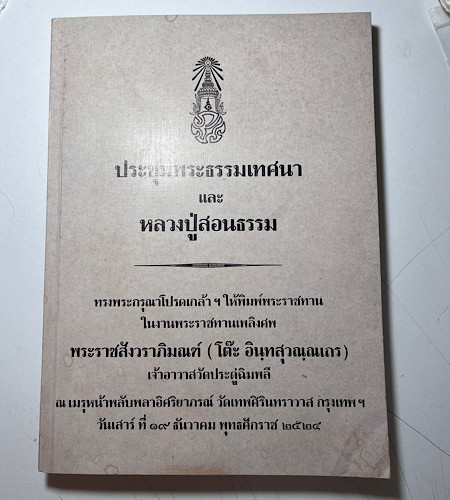 ประชุมพระธรรมเทศนา
และ
หลวงปู่สอนธรรม
ทรงพระกรุณาโปรดเกล้า ฯ ให้พิมพ์พระราชทาน
ในงานพระราชทานเพลิงศพ
พระราชสังวราภิมณฑ์ ( โต๊ะ อินฺทสุวณฺณเถร )
เจ้าอาวาสวัดประดู่ฉิมพลี
ณ เมรุหน้าพลับพลาอิศริยาภรณ์ วัดเทพศิรินทราวาส กรุงเทพ ฯ
วันเสาร์ ที่ ๑๙ ธันวาคม พุทธศักราช ๒๕๒๔